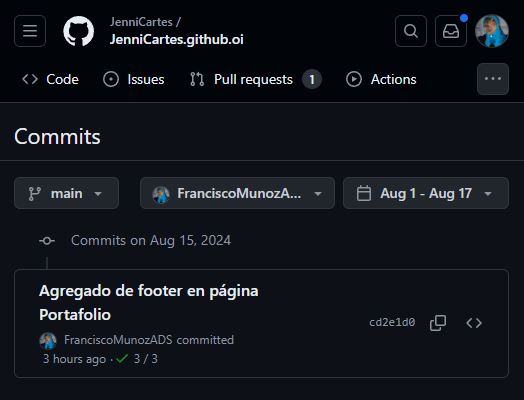 JenniCartes /
JenniCartes.github.oi
Code Issues Pull requests 1 Actions ...
Commits
main FranciscoMunozA... Aug 1 - Aug 17
Commits on Aug 15, 2024
Agregado de footer en página
Portafolio
cd2e1d0
FranciscoMunozADS committed
3 hours ago · 3 / 3